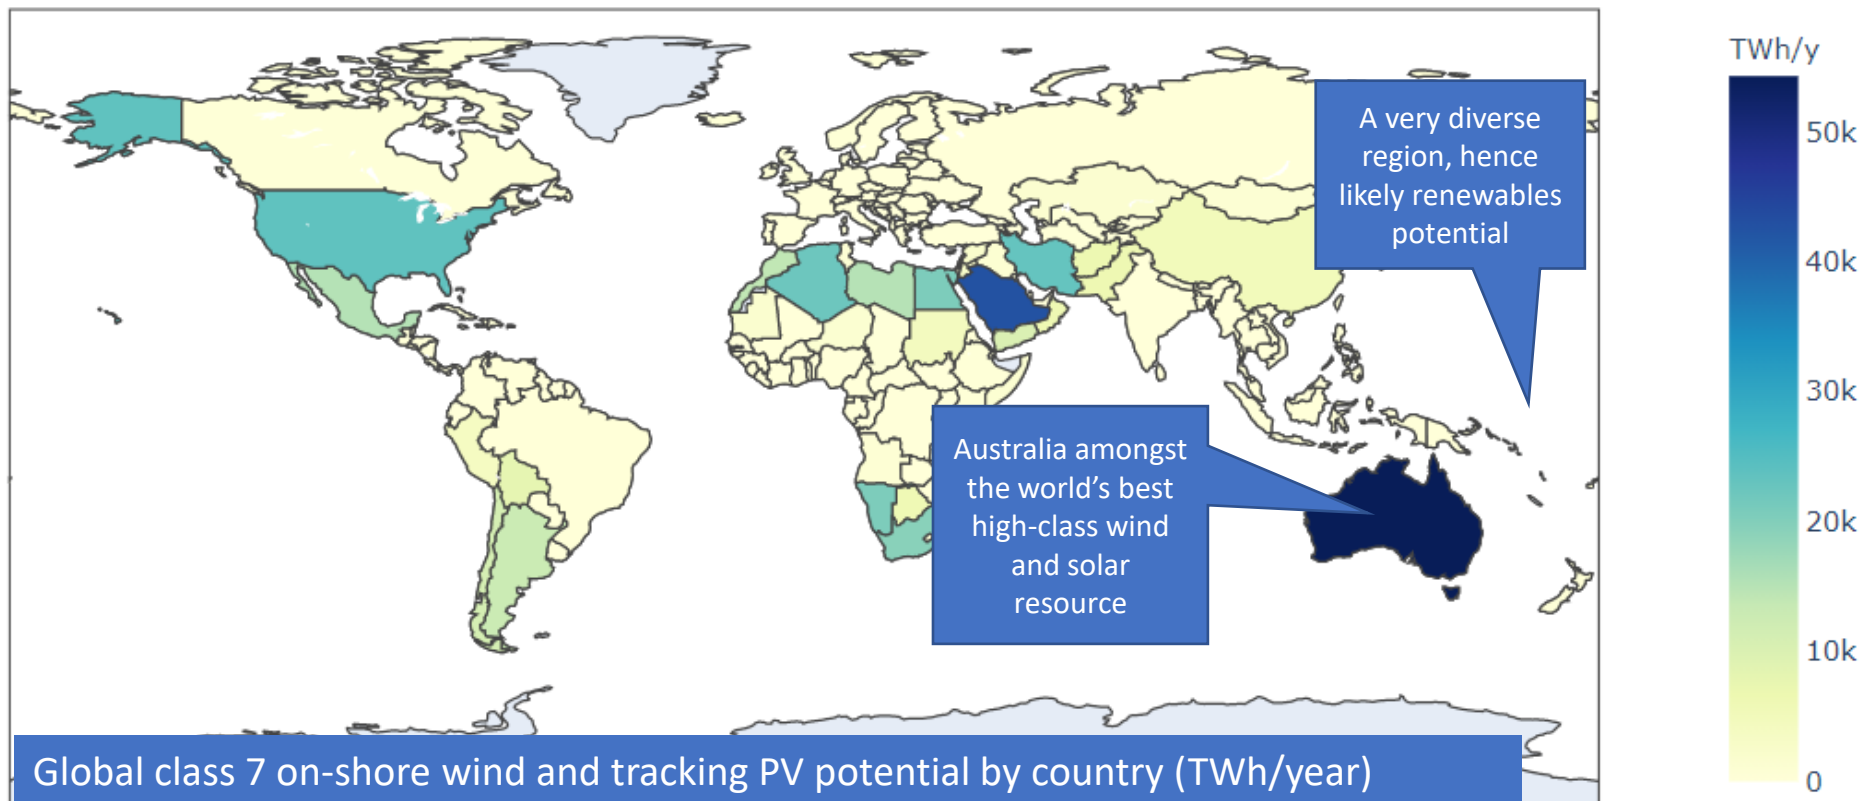 TWh/y
A very diverse
region, hence
likely renewables
potential
50k
40k
30k
20k
10k
0
Australia amongst
the world’s best
high-class wind
and solar
resource
Global class 7 on-shore wind and tracking PV potential by country (TWh/year)